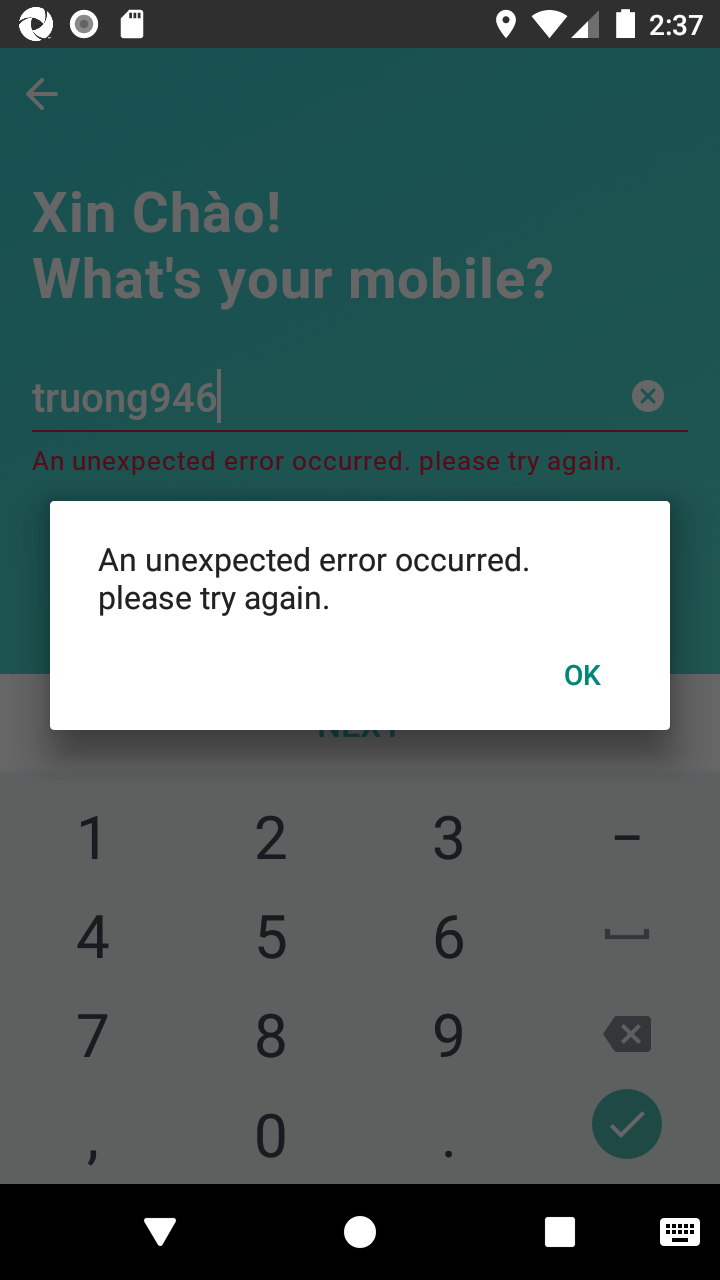 2:37
Xin Chào!
What's your mobile?
truong946
An unexpected error occurred. please try again.
An unexpected error occurred.
please try again.
OK
NEXT
1 2 3 –
4 5 6
7 8 9
, 0 .